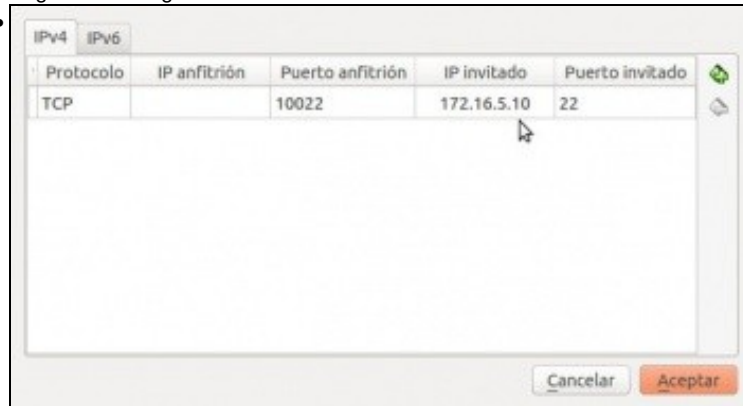 IPv4 IPv6
Protocolo IP anfitrión Puerto anfitrión IP invitado Puerto invitado
TCP 10022 172.16.5.10 22
Cancelar Aceptar